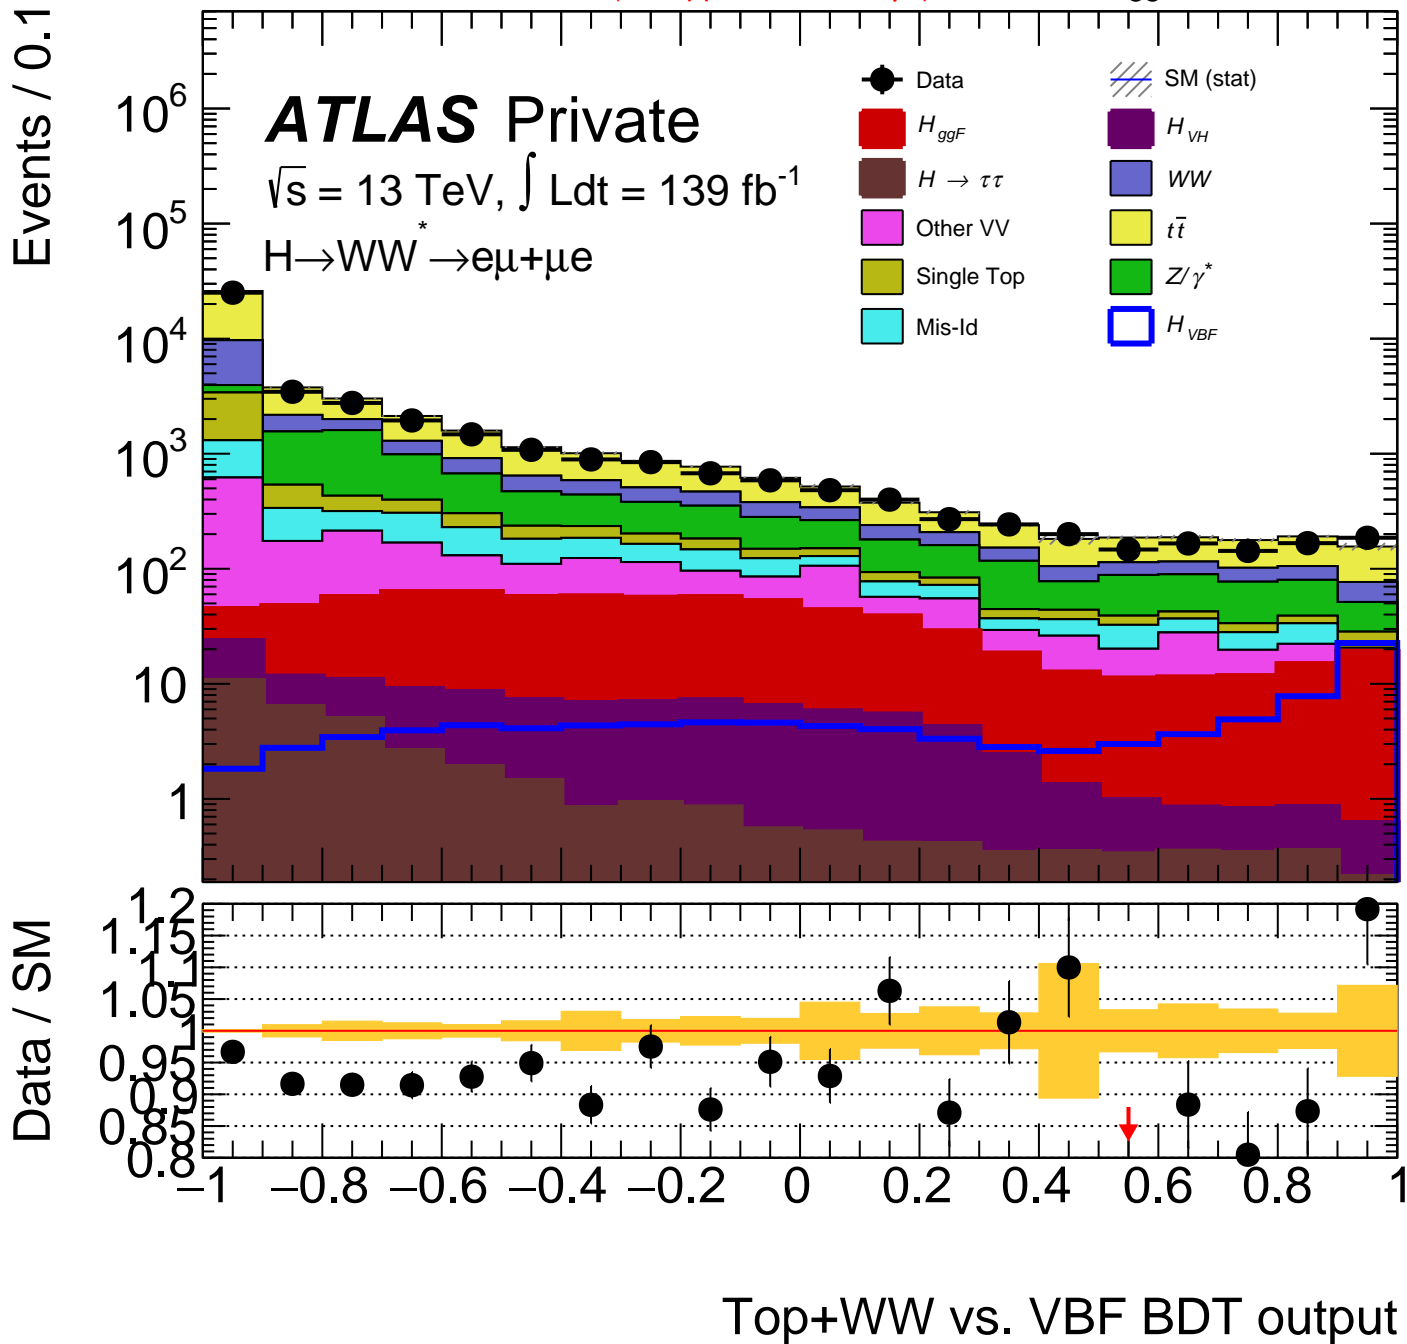 Events / 0.1
ATLAS Private
√s = 13 TeV, ∫ Ldt = 139 fb⁻¹
H→WW*→eμ+μe
Data
SM (stat)
H_ggF
H_VH
H → ττ
WW
Other VV
tt̄
Single Top
Z/γ*
Mis-Id
H_VBF
10⁶
10⁵
10⁴
10³
10²
10
1
Data / SM
1.2
1.15
1.1
1.05
1
0.95
0.9
0.85
0.8
−1 −0.8 −0.6 −0.4 −0.2 0 0.2 0.4 0.6 0.8 1
Top+WW vs. VBF BDT output